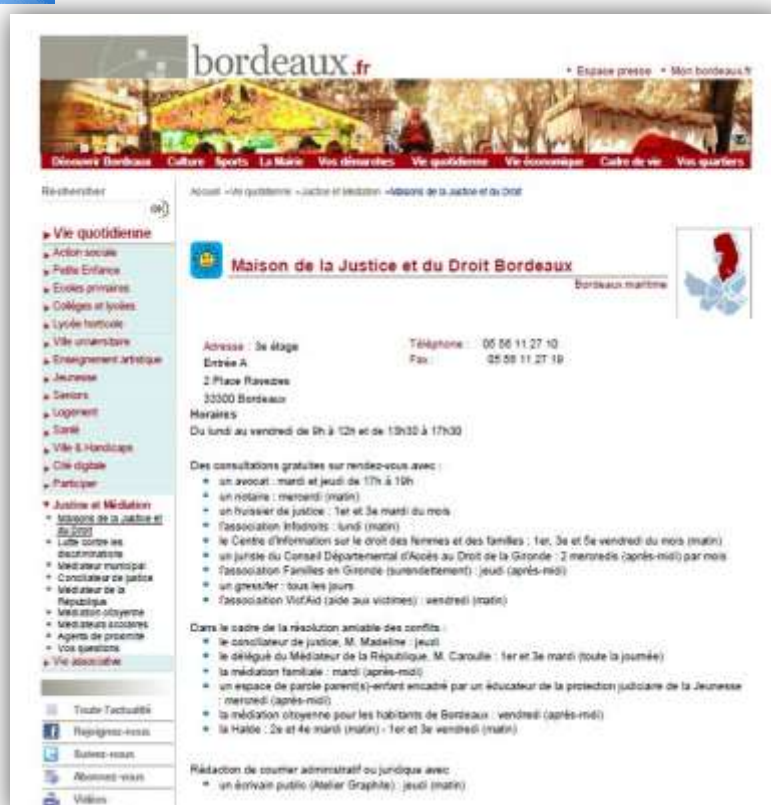 bordeaux.fr
• Espace presse • Mon bordeaux.fr
Découvrir Bordeaux Culture Sports La Mairie Vos démarches Vie quotidienne Vie économique Cadre de vie Vos quartiers
Rechercher
Accueil » Vie quotidienne » Justice et Médiation » Maisons de la Justice et du Droit
Vie quotidienne
Action sociale
Petite Enfance
Ecoles primaires
Collèges et lycées
Lycée horticole
Ville universitaire
Enseignement artistique
Jeunesse
Seniors
Logement
Santé
Ville & Handicaps
Cité digitale
Participer
Justice et Médiation
Maisons de la Justice et
du Droit
Lutte contre les
discriminations
Médiateur municipal
Conciliateur de justice
Médiateur de la
République
Médiation citoyenne
Médiateurs scolaires
Agents de proximité
Vos questions
Vie associative
Toute l'actualité
Rejoignez-nous
Suivez-nous
Abonnez-vous
Vidéos
Maison de la Justice et du Droit Bordeaux
Bordeaux maritime
Adresse : 3e étage
Entrée A
2 Place Ravezies
33300 Bordeaux
Téléphone : 05 56 11 27 10
Fax : 05 56 11 27 19
Horaires
Du lundi au vendredi de 9h à 12h et de 13h30 à 17h30
Des consultations gratuites sur rendez-vous avec :
un avocat : mardi et jeudi de 17h à 19h
un notaire : mercredi (matin)
un huissier de justice : 1er et 3e mardi du mois
l'association Infodroits : lundi (matin)
le Centre d'Information sur le droit des femmes et des familles : 1er, 3e et 5e vendredi du mois (matin)
un juriste du Conseil Départemental d'Accès au Droit de la Gironde : 2 mercredis (après-midi) par mois
l'association Familles en Gironde (surendettement) : jeudi (après-midi)
un greffier : tous les jours
l'association Vict'Aid (aide aux victimes) : vendredi (matin)
Dans le cadre de la résolution amiable des conflits :
le conciliateur de justice, M. Madeline : jeudi
le délégué du Médiateur de la République, M. Caroulle : 1er et 3e mardi (toute la journée)
la médiation familiale : mardi (après-midi)
un espace de parole parent(s)-enfant encadré par un éducateur de la protection judiciaire de la Jeunesse
: mercredi (après-midi)
la médiation citoyenne pour les habitants de Bordeaux : vendredi (après-midi)
la Halde : 2e et 4e mardi (matin) - 1er et 3e vendredi (matin)
Rédaction de courrier administratif ou juridique avec
un écrivain public (Atelier Graphite) : jeudi (matin)